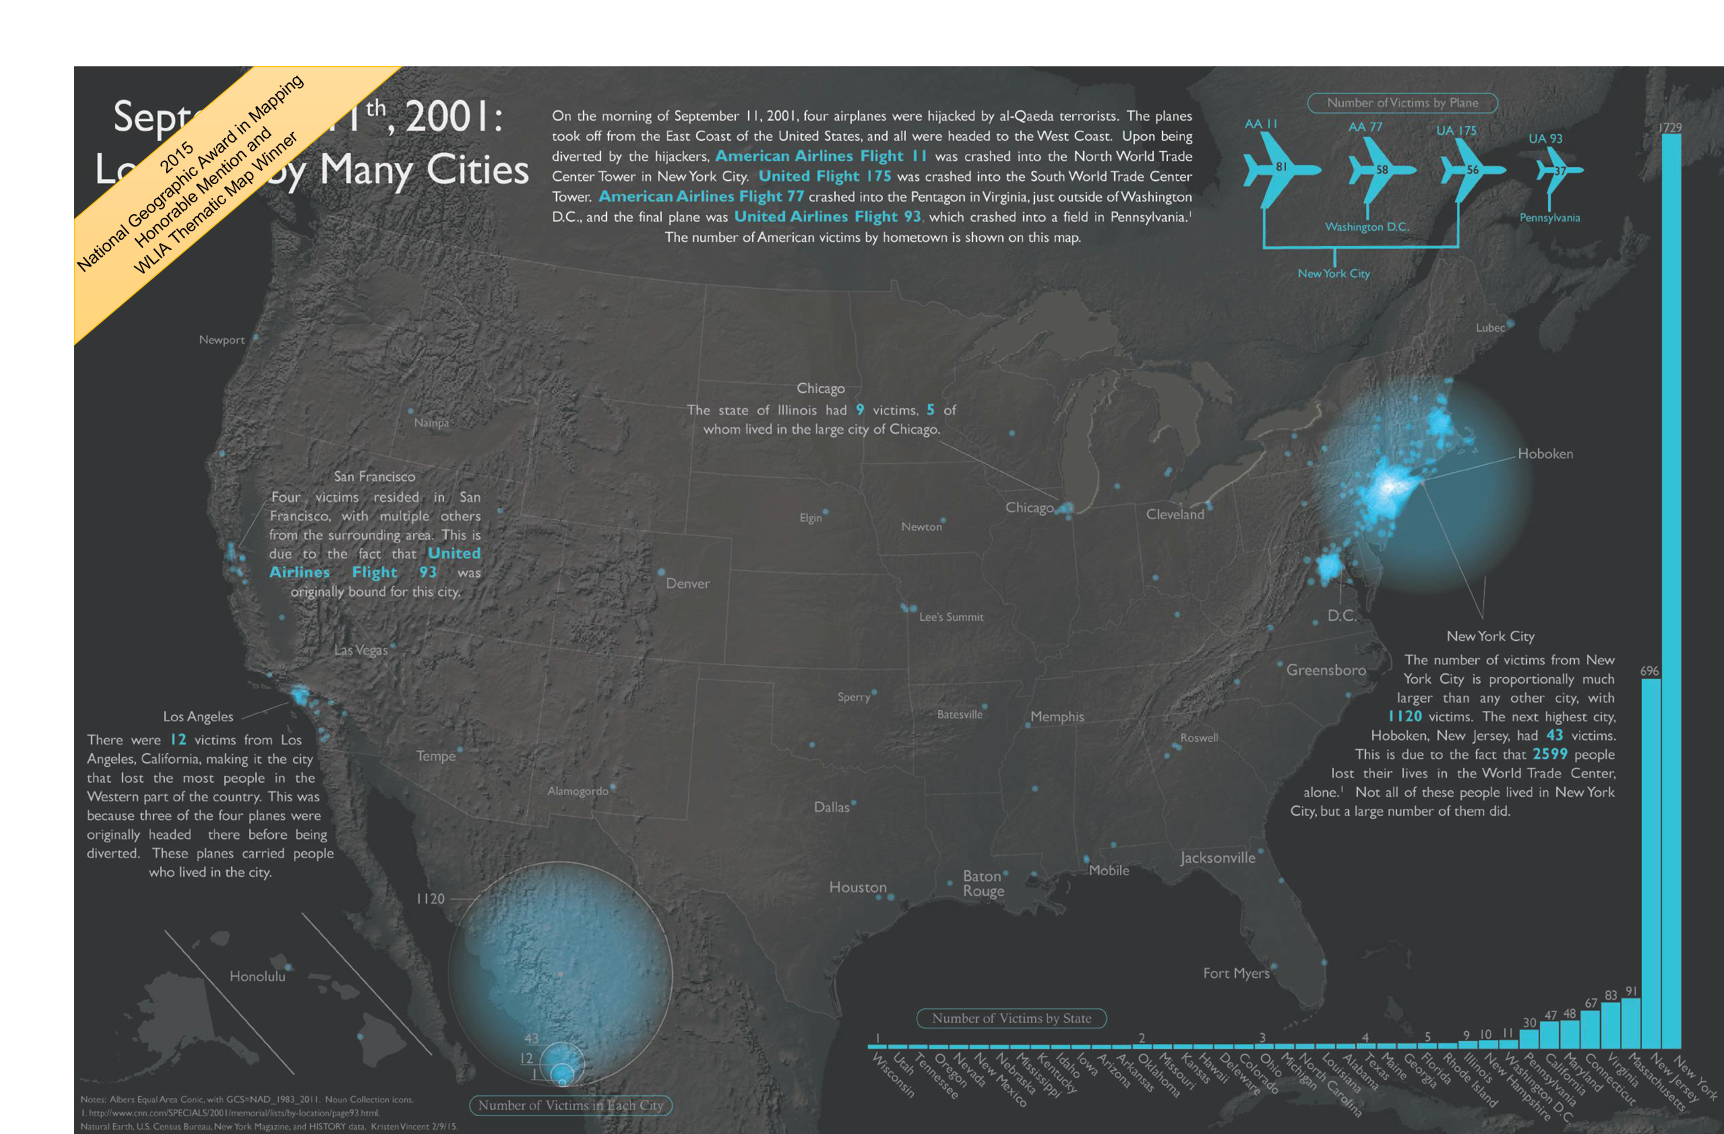 2015
National Geographic Award in Mapping
Honorable Mention and
WLIA Thematic Map Winner
Sept 1th, 2001:
Lo by Many Cities
On the morning of September 11, 2001, four airplanes were hijacked by al-Qaeda terrorists. The planes
took off from the East Coast of the United States, and all were headed to the West Coast. Upon being
diverted by the hijackers, American Airlines Flight 11 was crashed into the North World Trade
Center Tower in New York City. United Flight 175 was crashed into the South World Trade Center
Tower. American Airlines Flight 77 crashed into the Pentagon in Virginia, just outside of Washington
D.C., and the final plane was United Airlines Flight 93, which crashed into a field in Pennsylvania.¹
The number of American victims by hometown is shown on this map.
Number of Victims by Plane
AA 11
AA 77
UA 175
UA 93
81
58
56
37
Pennsylvania
Washington D.C.
New York City
Lubec
Newport
Nampa
Chicago
The state of Illinois had 9 victims, 5 of
whom lived in the large city of Chicago.
Hoboken
San Francisco
Four victims resided in San
Francisco, with multiple others
from the surrounding area. This is
due to the fact that United
Airlines Flight 93 was
originally bound for this city.
Elgin
Newton
Chicago
Cleveland
Denver
Lee's Summit
D.C.
Las Vegas
Greensboro
Sperry
Batesville
Memphis
Roswell
Tempe
Alamogordo
Dallas
New York City
The number of victims from New
York City is proportionally much
larger than any other city, with
1120 victims. The next highest city,
Hoboken, New Jersey, had 43 victims.
This is due to the fact that 2599 people
lost their lives in the World Trade Center,
alone.¹ Not all of these people lived in New York
City, but a large number of them did.
Los Angeles
There were 12 victims from Los
Angeles, California, making it the city
that lost the most people in the
Western part of the country. This was
because three of the four planes were
originally headed there before being
diverted. These planes carried people
who lived in the city.
Jacksonville
Mobile
Baton
Rouge
Houston
Fort Myers
Honolulu
1120
43
12
1
Number of Victims in Each City
Number of Victims by State
1
2
3
4
5
9
10
11
30
47
48
67
83
91
696
1729
Wisconsin
Utah
Tennessee
Oregon
Nevada
New Mexico
Nebraska
Mississippi
Kentucky
Idaho
Iowa
Arizona
Arkansas
Oklahoma
Missouri
Kansas
Hawaii
Delaware
Colorado
Ohio
Michigan
North Carolina
Louisiana
Alabama
Texas
Maine
Georgia
Florida
Rhode Island
Illinois
New Hampshire
Washington D.C.
Pennsylvania
California
Maryland
Connecticut
Virginia
Massachusetts
New Jersey
New York
Notes: Albers Equal Area Conic, with GCS=NAD_1983_2011. Noun Collection icons.
1. http://www.cnn.com/SPECIALS/2001/memorial/lists/by-location/page93.html.
Natural Earth, U.S. Census Bureau, New York Magazine, and HISTORY data. Kristen Vincent 2/9/15.